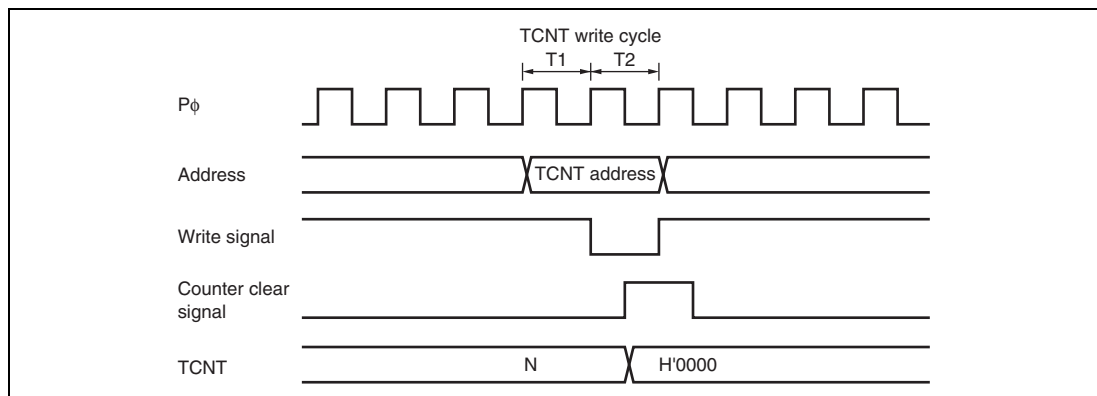 TCNT write cycle
T1 T2
Pϕ
Address
TCNT address
Write signal
Counter clear
signal
TCNT
N
H'0000